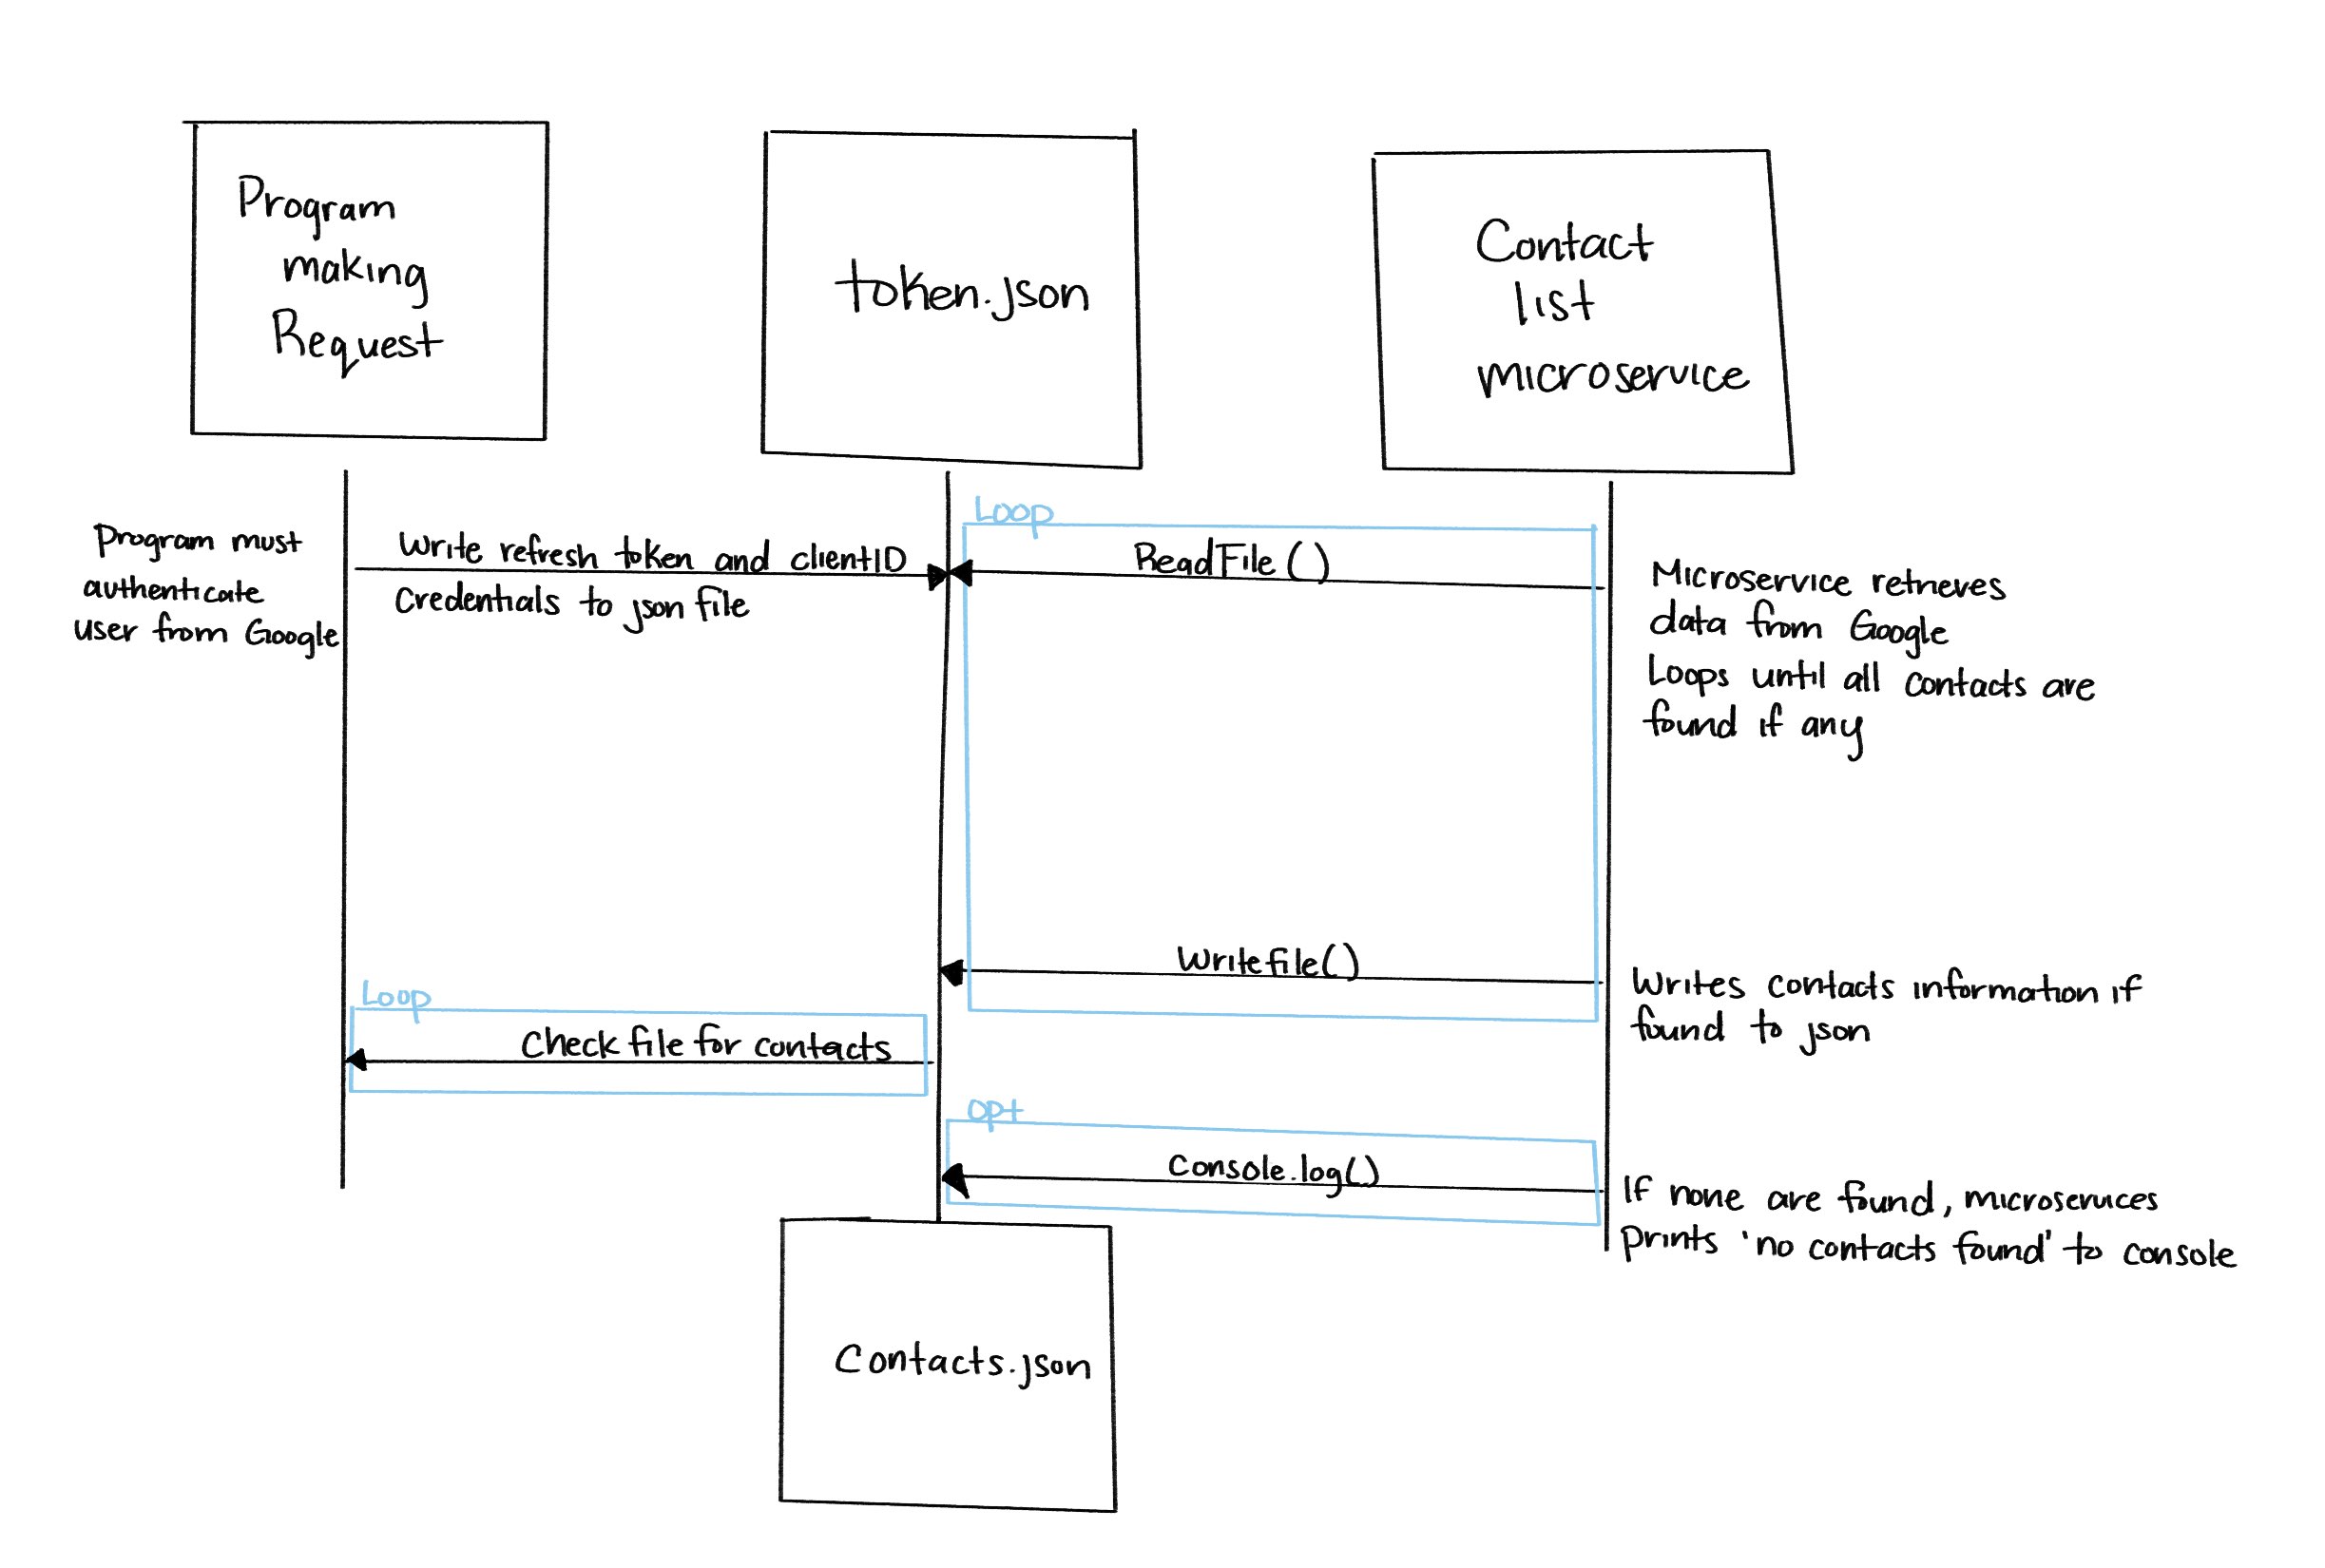 Program
making
Request
token.json
Contact
list
microservice
Program must
authenticate
user from Google
Write refresh token and clientID
credentials to json file
Loop
ReadFile()
Microservice retrieves
data from Google
Loops until all contacts are
found if any
Writefile()
Writes contacts information if
found to json
Loop
Check file for contacts
opt
Console.log()
If none are found, microservices
prints 'no contacts found' to console
Contacts.json